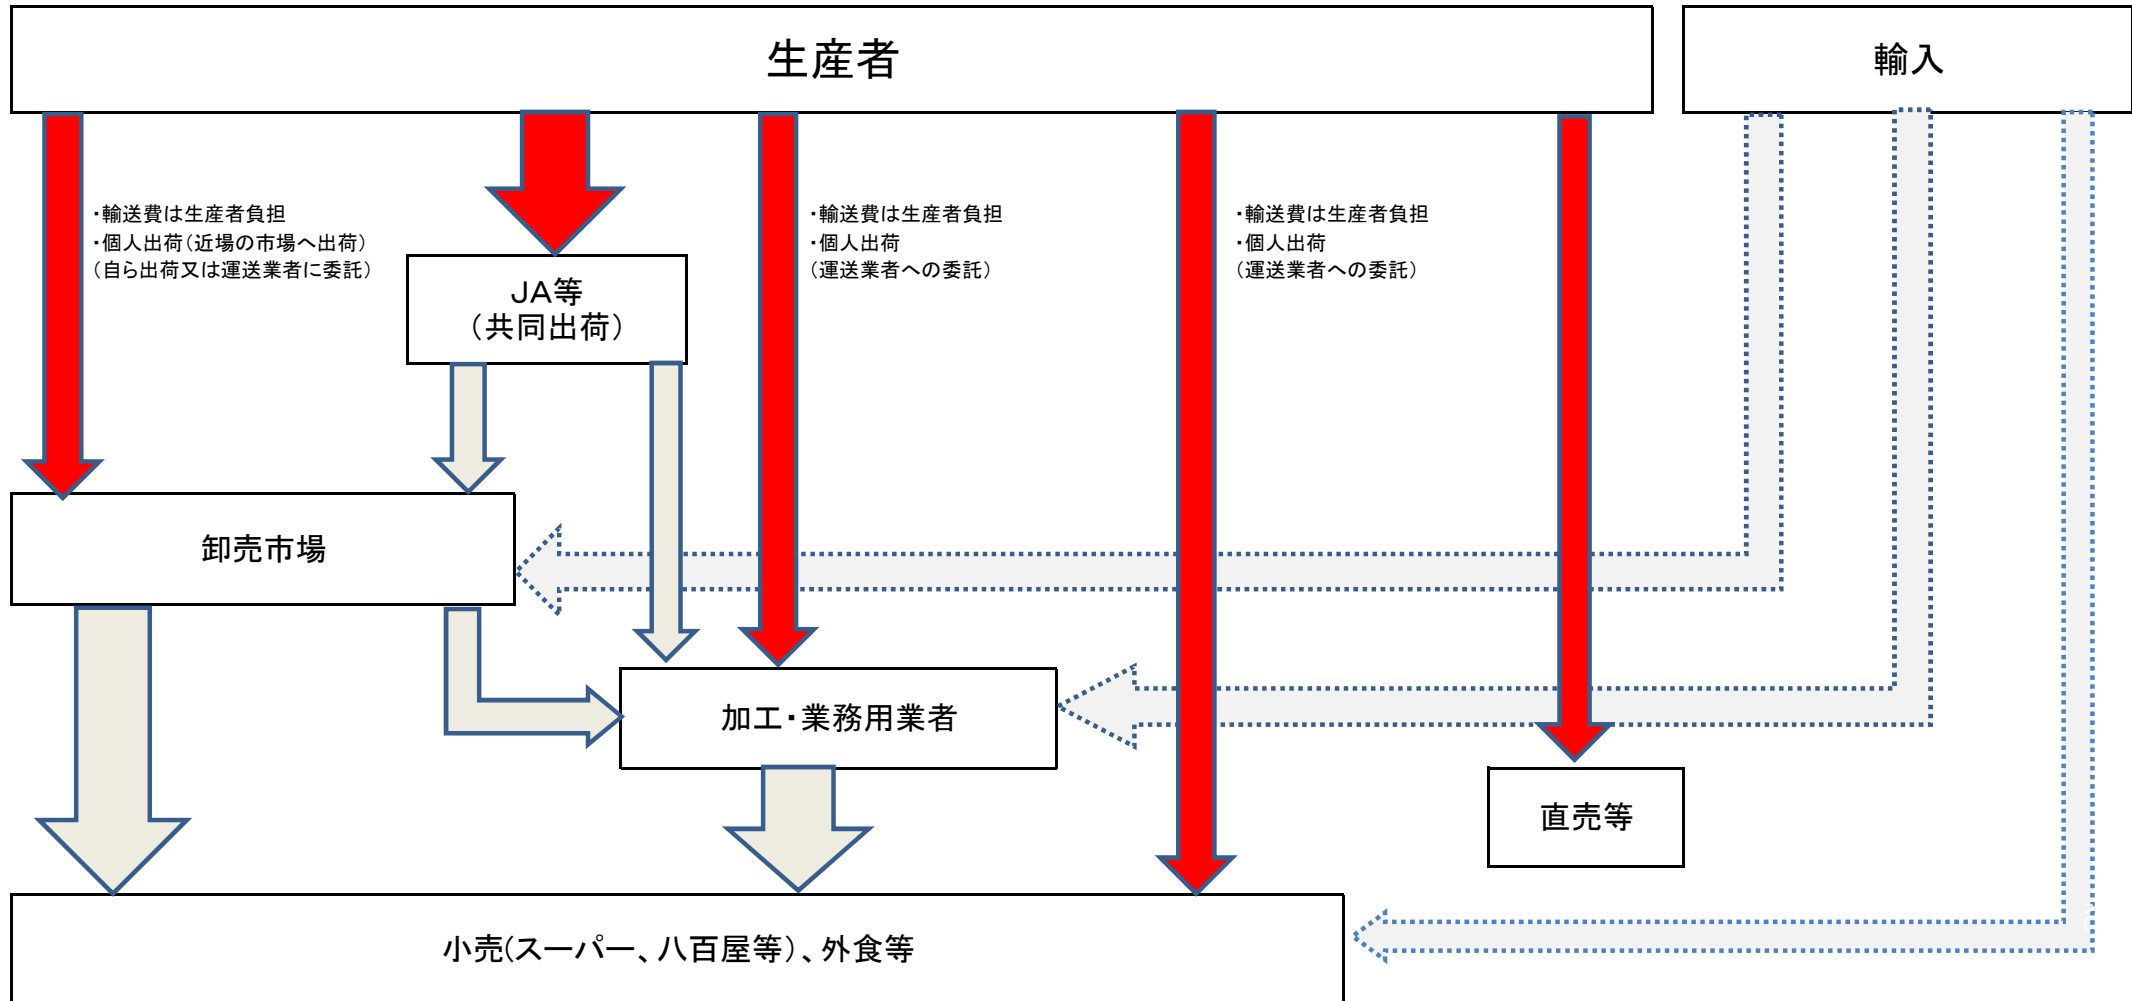 生産者
輸入
・輸送費は生産者負担
・個人出荷（近場の市場へ出荷）
（自ら出荷又は運送業者に委託）
・輸送費は生産者負担
・個人出荷
（運送業者への委託）
・輸送費は生産者負担
・個人出荷
（運送業者への委託）
JA等
（共同出荷）
卸売市場
加工・業務用業者
直売等
小売(スーパー、八百屋等）、外食等